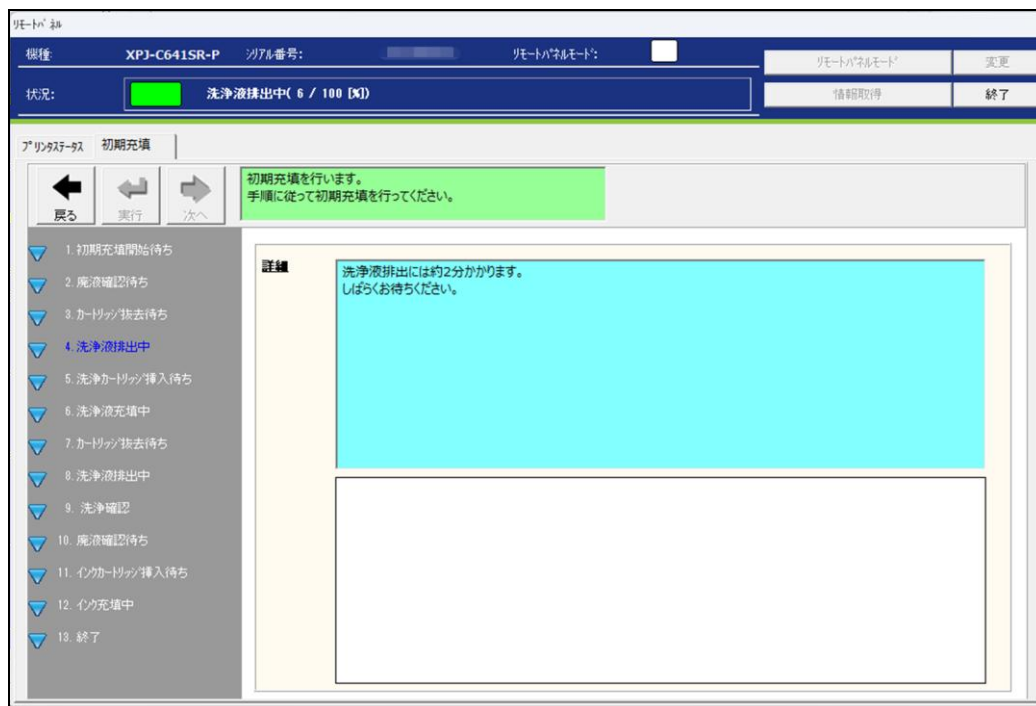 リモートパネル
機種: XPJ-C641SR-P シリアル番号: リモートパネルモード:
リモートパネルモード 変更
状況: 洗浄液排出中( 6 / 100 [%])
情報取得 終了
プリンタステータス 初期充填
戻る 実行 次へ
初期充填を行います。
手順に従って初期充填を行ってください。
1. 初期充填開始待ち
2. 廃液確認待ち
3. カートリッジ抜去待ち
4. 洗浄液排出中
5. 洗浄カートリッジ挿入待ち
6. 洗浄液充填中
7. カートリッジ抜去待ち
8. 洗浄液排出中
9. 洗浄確認
10. 廃液確認待ち
11. インクカートリッジ挿入待ち
12. インク充填中
13. 終了
詳細
洗浄液排出には約2分かかります。
しばらくお待ちください。